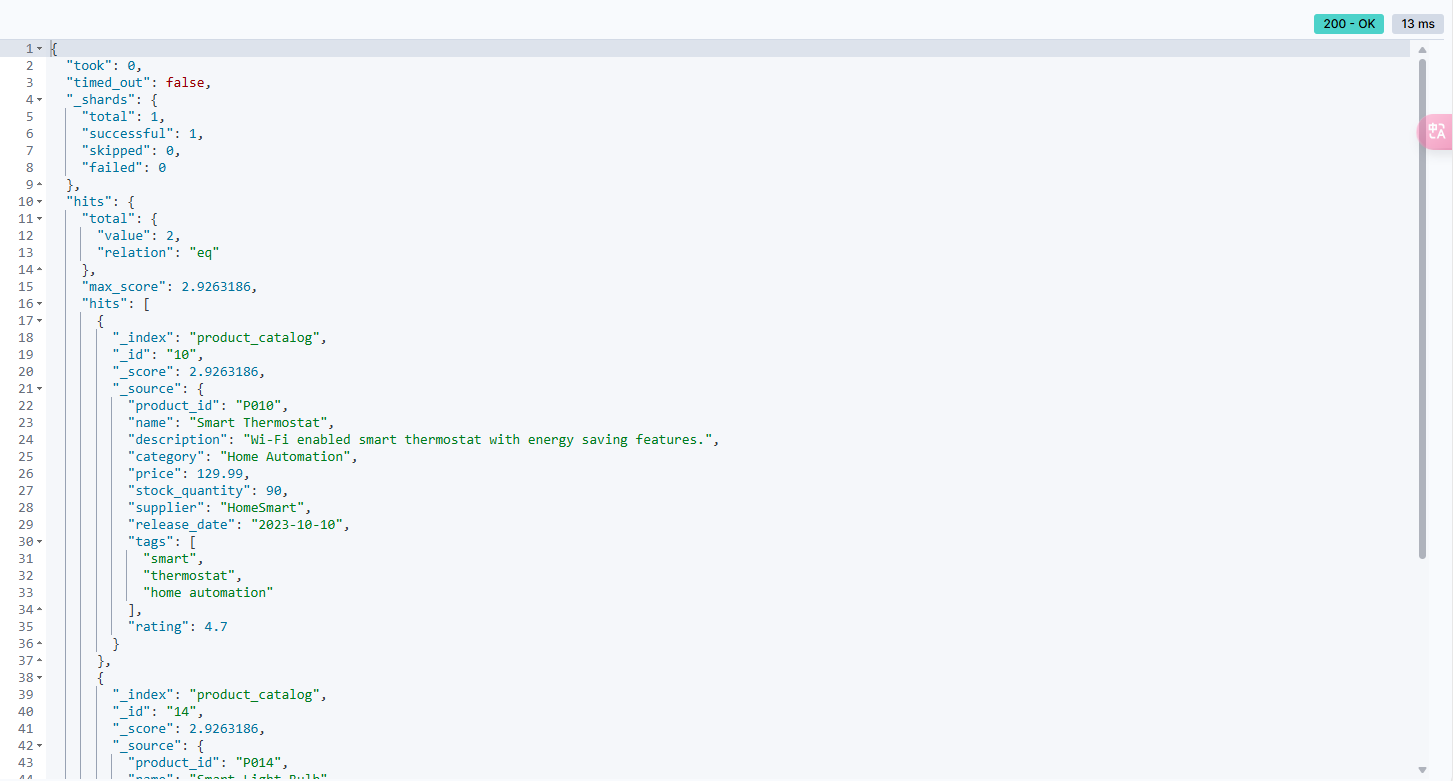 200 - OK 13 ms
1 {
2 "took": 0,
3 "timed_out": false,
4 "_shards": {
5 "total": 1,
6 "successful": 1,
7 "skipped": 0,
8 "failed": 0
9 },
10 "hits": {
11 "total": {
12 "value": 2,
13 "relation": "eq"
14 },
15 "max_score": 2.9263186,
16 "hits": [
17 {
18 "_index": "product_catalog",
19 "_id": "10",
20 "_score": 2.9263186,
21 "_source": {
22 "product_id": "P010",
23 "name": "Smart Thermostat",
24 "description": "Wi-Fi enabled smart thermostat with energy saving features.",
25 "category": "Home Automation",
26 "price": 129.99,
27 "stock_quantity": 90,
28 "supplier": "HomeSmart",
29 "release_date": "2023-10-10",
30 "tags": [
31 "smart",
32 "thermostat",
33 "home automation"
34 ],
35 "rating": 4.7
36 }
37 },
38 {
39 "_index": "product_catalog",
40 "_id": "14",
41 "_score": 2.9263186,
42 "_source": {
43 "product_id": "P014",
44 "name": "Smart Light Bulb"
中A